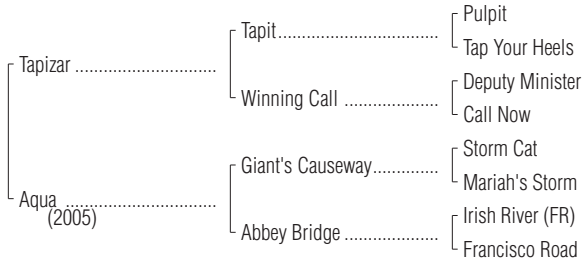 Pulpit
Tapit
Tap Your Heels
Tapizar
Deputy Minister
Winning Call
Call Now
Storm Cat
Giant's Causeway
Mariah's Storm
Aqua
(2005)
Irish River (FR)
Abbey Bridge
Francisco Road